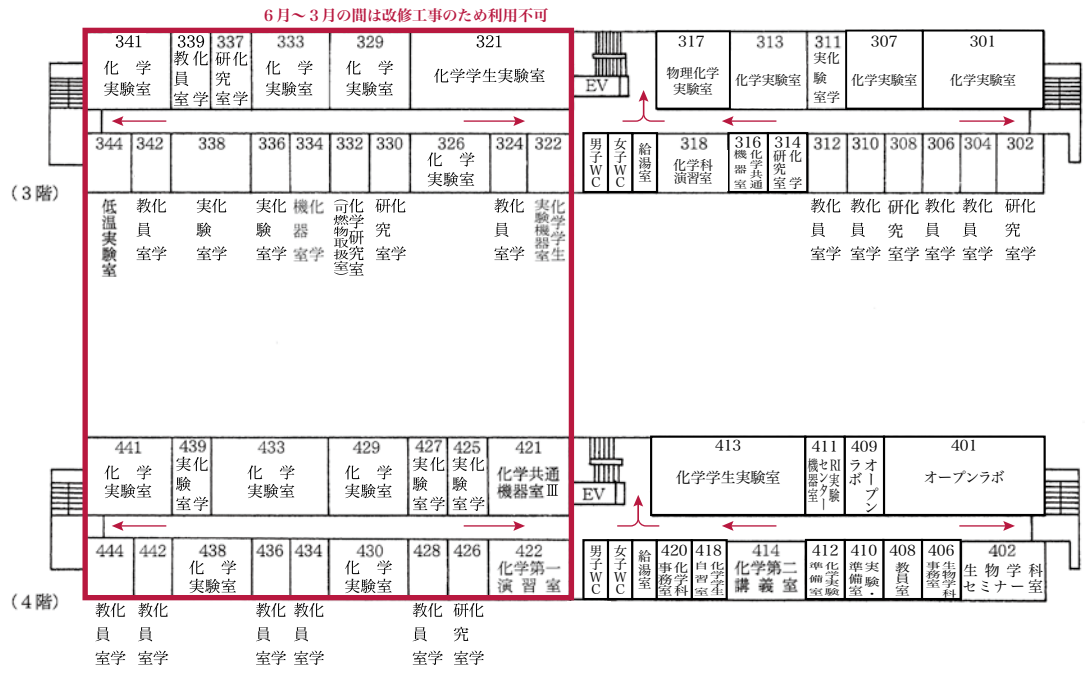 ６月～３月の間は改修工事のため利用不可
341
化　学
実験室
339
化学
教員室
337
化学
研究室
333
化　学
実験室
329
化　学
実験室
321
化学学生実験室
EV
317
物理化学
実験室
313
化学実験室
311
化学
実験室
307
化学実験室
301
化学実験室
（３階）
344
低温実験室
342
化学
教員室
338
化学
実験室
336
化学
実験室
334
化学
機器室
332
化学研究室
（可燃物取扱室）
330
化学
研究室
326
化　学
実験室
324
化学
教員室
322
化学学生
実験機器室
男子WC
女子WC
給湯室
318
化学科
演習室
316
化学共通
機器室
314
化学
研究室
312
化学
教員室
310
化学
教員室
308
化学
研究室
306
化学
教員室
304
化学
教員室
302
化学
研究室
441
化　学
実験室
439
化学
実験室
433
化　学
実験室
429
化　学
実験室
427
化学
実験室
425
化学
実験室
421
化学共通
機器室Ⅲ
EV
413
化学学生実験室
411
RI実験
センター
機器室
409
オープン
ラボ
401
オープンラボ
（４階）
444
化学
教員室
442
化学
教員室
438
化　学
実験室
436
化学
教員室
434
化学
教員室
430
化　学
実験室
428
化学
教員室
426
化学
研究室
422
化学第一
演習室
男子WC
女子WC
給湯室
420
化学科
事務室
418
化学学生
自習室
414
化学第二
講義室
412
化学実験
準備室
410
実験・
準備室
408
教員室
406
生物学科
事務室
402
生物学科
セミナー室